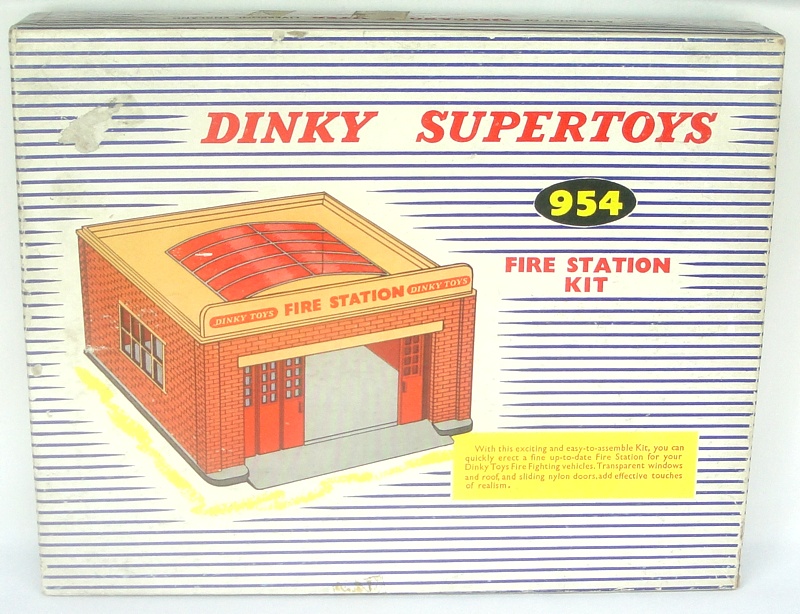 DINKY SUPERTOYS
954
FIRE STATION
KIT
DINKY TOYS FIRE STATION DINKY TOYS
With this exciting and easy-to-assemble Kit, you can
quickly erect a fine up-to-date Fire Station for your
Dinky Toys Fire Fighting vehicles. Transparent windows
and roof, and sliding nylon doors, add effective touches
of realism.